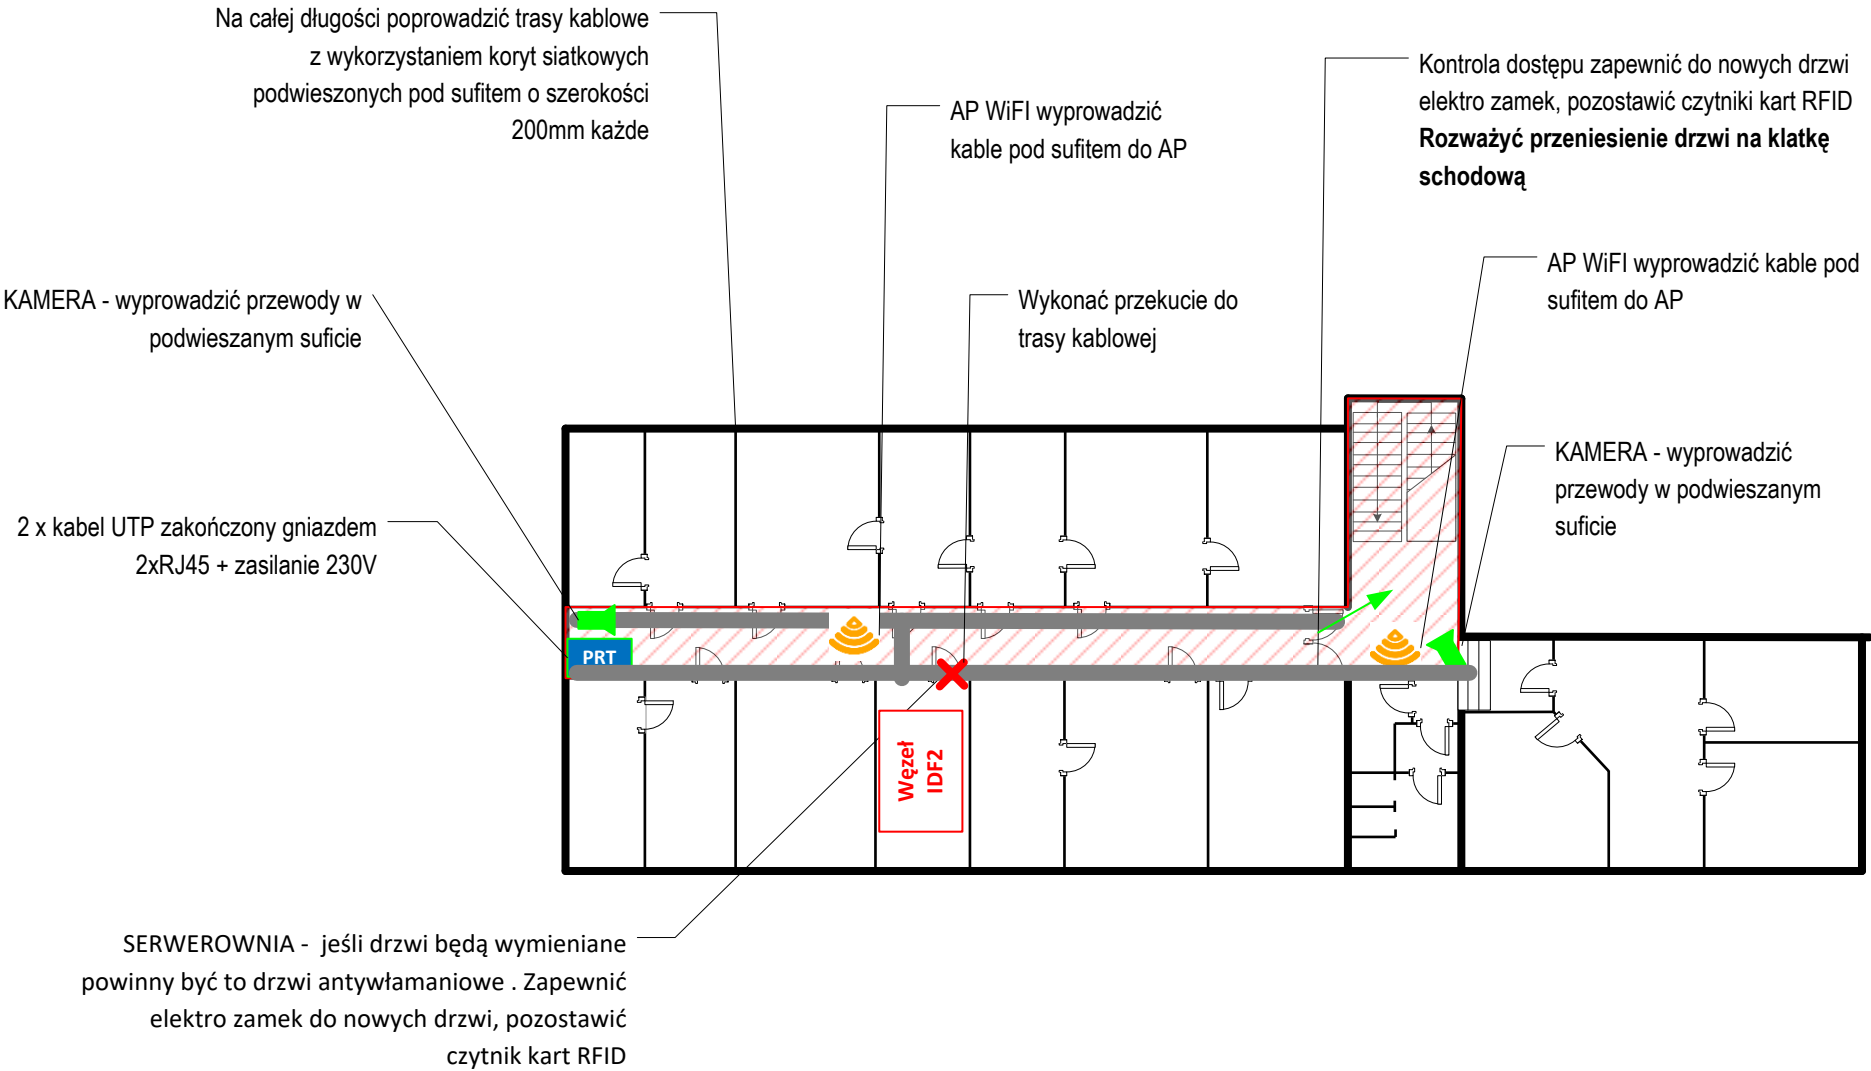 Na całej długości poprowadzić trasy kablowe
z wykorzystaniem koryt siatkowych
podwieszonych pod sufitem o szerokości
200mm każde
AP WiFI wyprowadzić
kable pod sufitem do AP
Kontrola dostępu zapewnić do nowych drzwi
elektro zamek, pozostawić czytniki kart RFID
Rozważyć przeniesienie drzwi na klatkę
schodową
KAMERA - wyprowadzić przewody w
podwieszanym suficie
Wykonać przekucie do
trasy kablowej
AP WiFI wyprowadzić kable pod
sufitem do AP
KAMERA - wyprowadzić
przewody w podwieszanym
suficie
2 x kabel UTP zakończony gniazdem
2xRJ45 + zasilanie 230V
PRT
Węzeł
IDF2
SERWEROWNIA - jeśli drzwi będą wymieniane
powinny być to drzwi antywłamaniowe . Zapewnić
elektro zamek do nowych drzwi, pozostawić
czytnik kart RFID